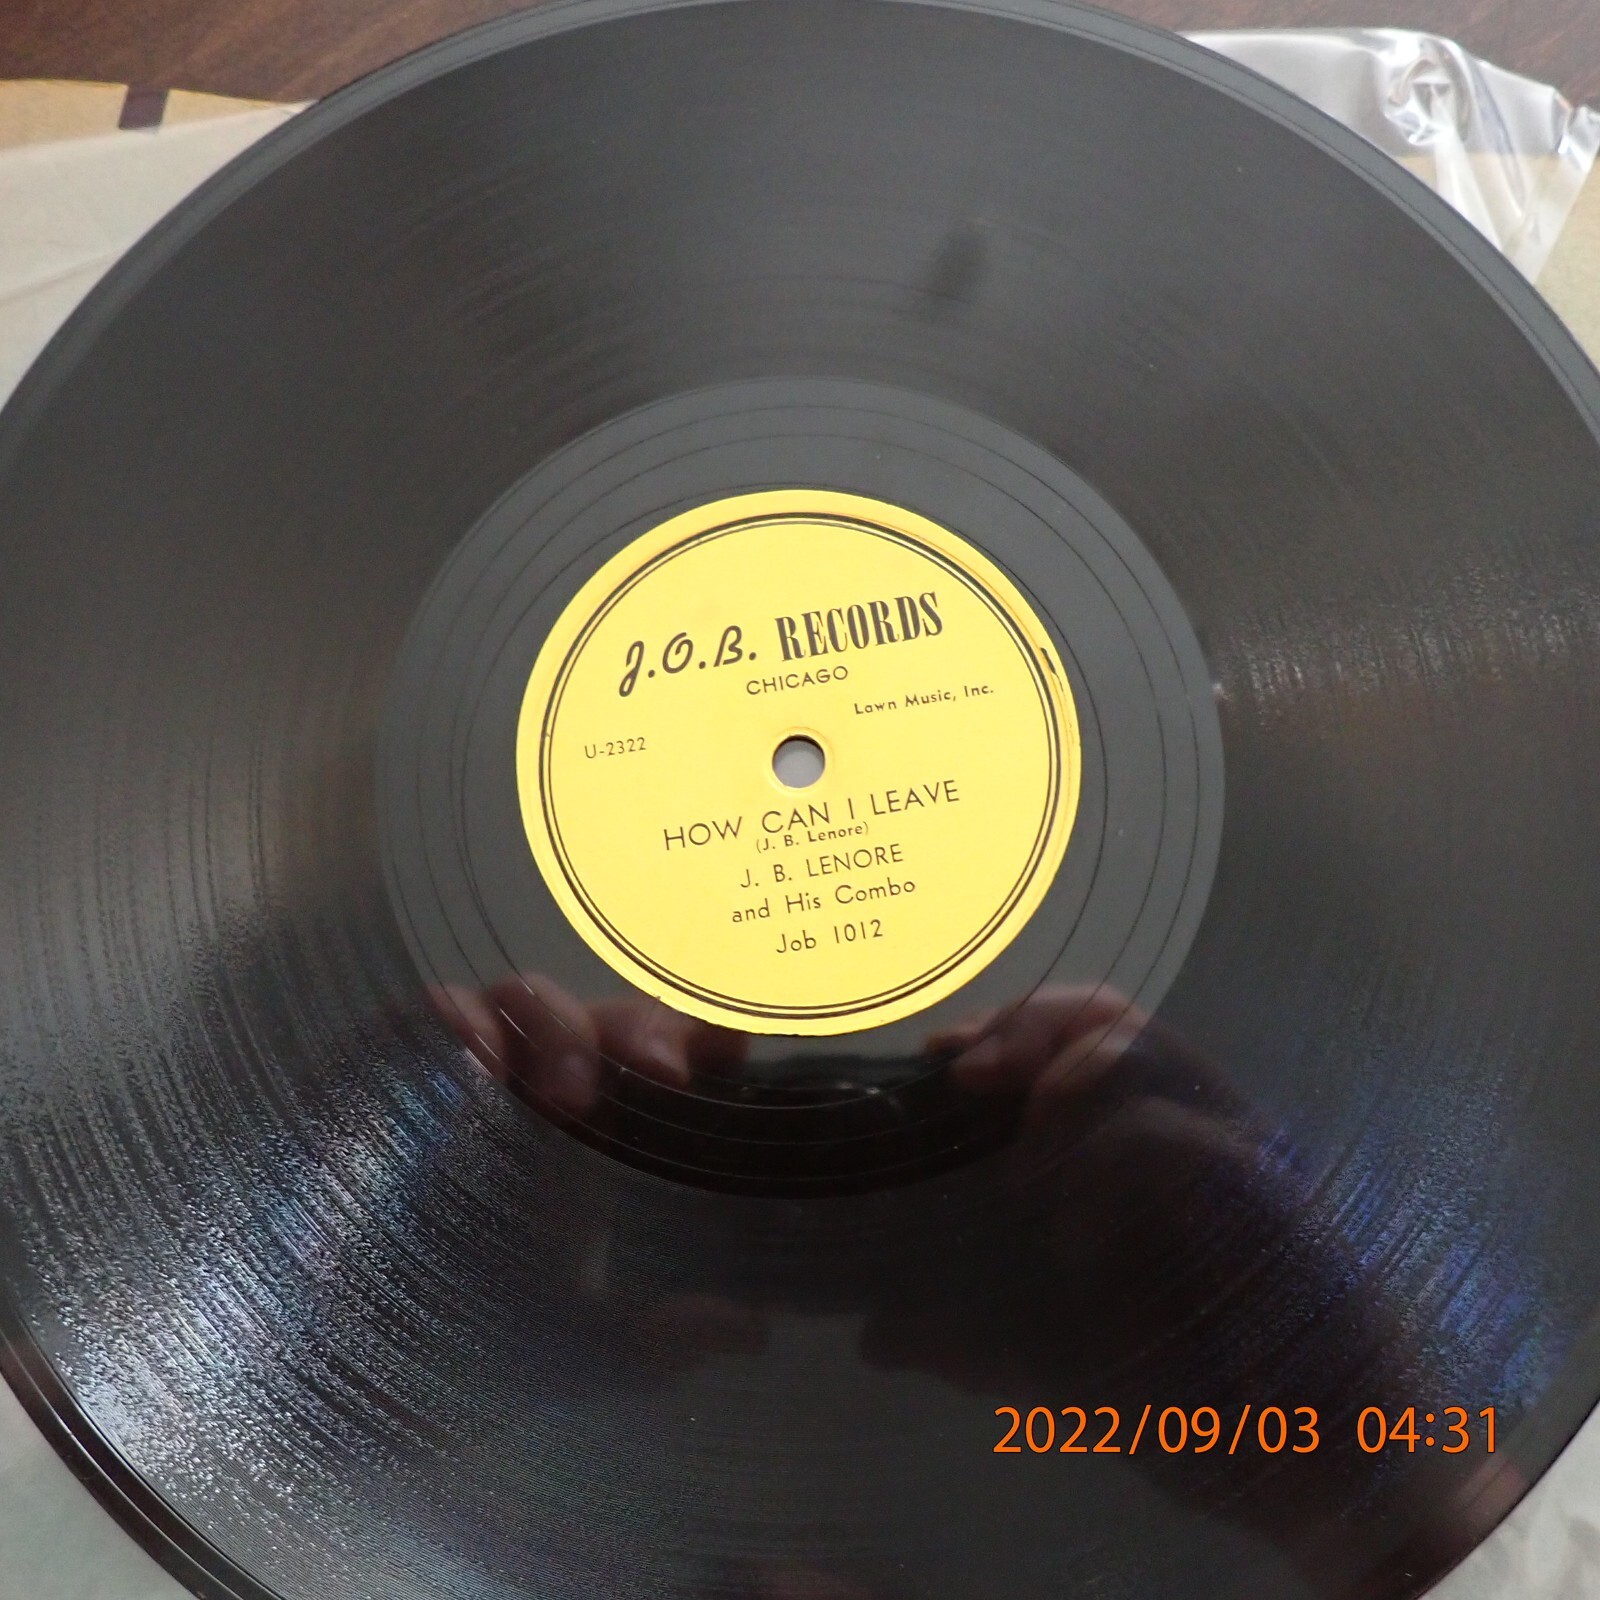 J.O.B. RECORDS
CHICAGO
Lawn Music, Inc.
U-2322
HOW CAN I LEAVE
(J. B. Lenore)
J. B. LENORE
and His Combo
Job 1012
2022/09/03 04:31